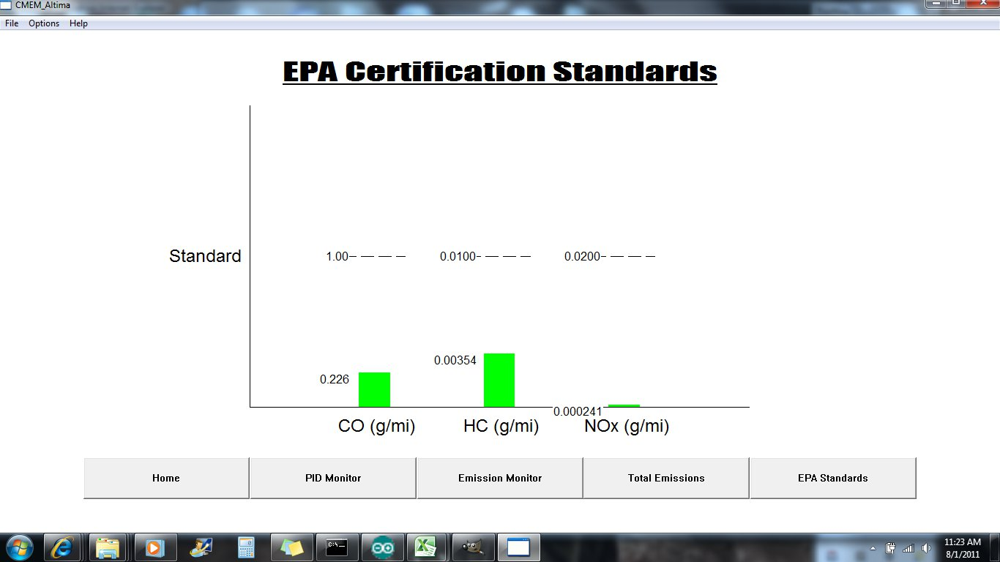 CMEM_Altima
File Options Help
EPA Certification Standards
Standard
1.00
0.0100
0.0200
0.226
0.00354
0.000241
CO (g/mi) HC (g/mi) NOx (g/mi)
Home PID Monitor Emission Monitor Total Emissions EPA Standards
C:\
11:23 AM
8/1/2011